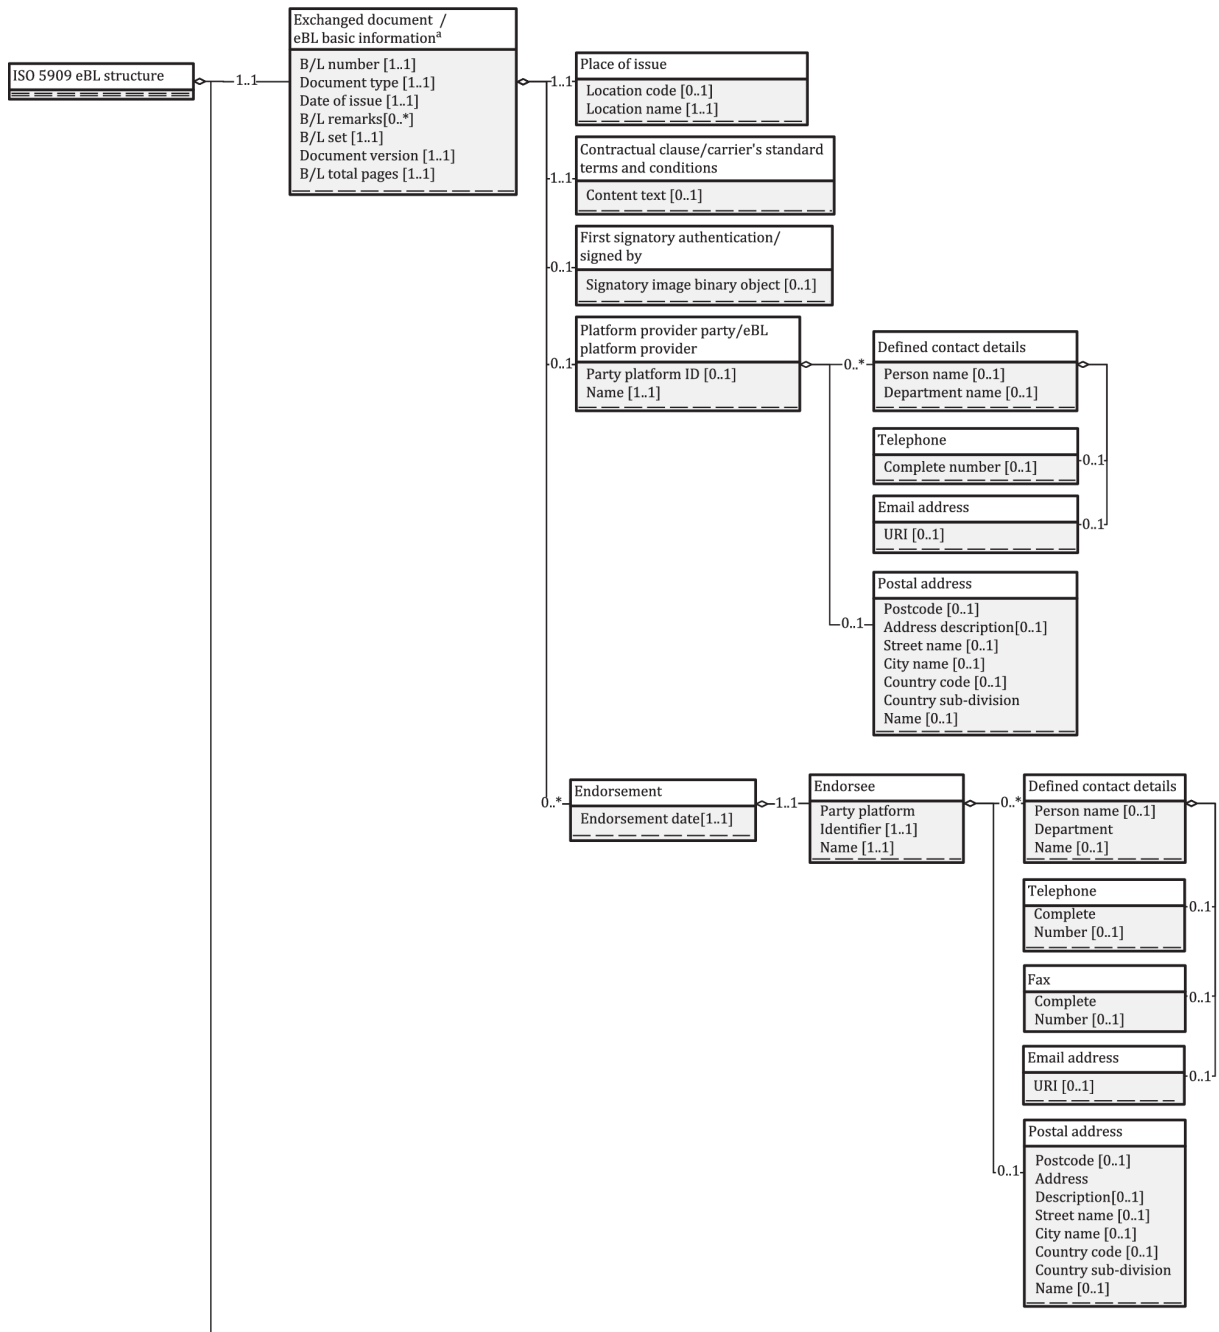 ISO 5909 eBL structure
1..1
Exchanged document /
eBL basic informationᵃ
B/L number [1..1]
Document type [1..1]
Date of issue [1..1]
B/L remarks[0..*]
B/L set [1..1]
Document version [1..1]
B/L total pages [1..1]
1..1
Place of issue
Location code [0..1]
Location name [1..1]
1..1
Contractual clause/carrier's standard
terms and conditions
Content text [0..1]
0..1
First signatory authentication/
signed by
Signatory image binary object [0..1]
0..1
Platform provider party/eBL
platform provider
Party platform ID [0..1]
Name [1..1]
0..*
Defined contact details
Person name [0..1]
Department name [0..1]
Telephone
Complete number [0..1]
0..1
Email address
URI [0..1]
0..1
0..1
Postal address
Postcode [0..1]
Address description[0..1]
Street name [0..1]
City name [0..1]
Country code [0..1]
Country sub-division
Name [0..1]
0..*
Endorsement
Endorsement date[1..1]
1..1
Endorsee
Party platform
Identifier [1..1]
Name [1..1]
0..*
Defined contact details
Person name [0..1]
Department
Name [0..1]
Telephone
Complete
Number [0..1]
0..1
Fax
Complete
Number [0..1]
0..1
Email address
URI [0..1]
0..1
0..1
Postal address
Postcode [0..1]
Address
Description[0..1]
Street name [0..1]
City name [0..1]
Country code [0..1]
Country sub-division
Name [0..1]